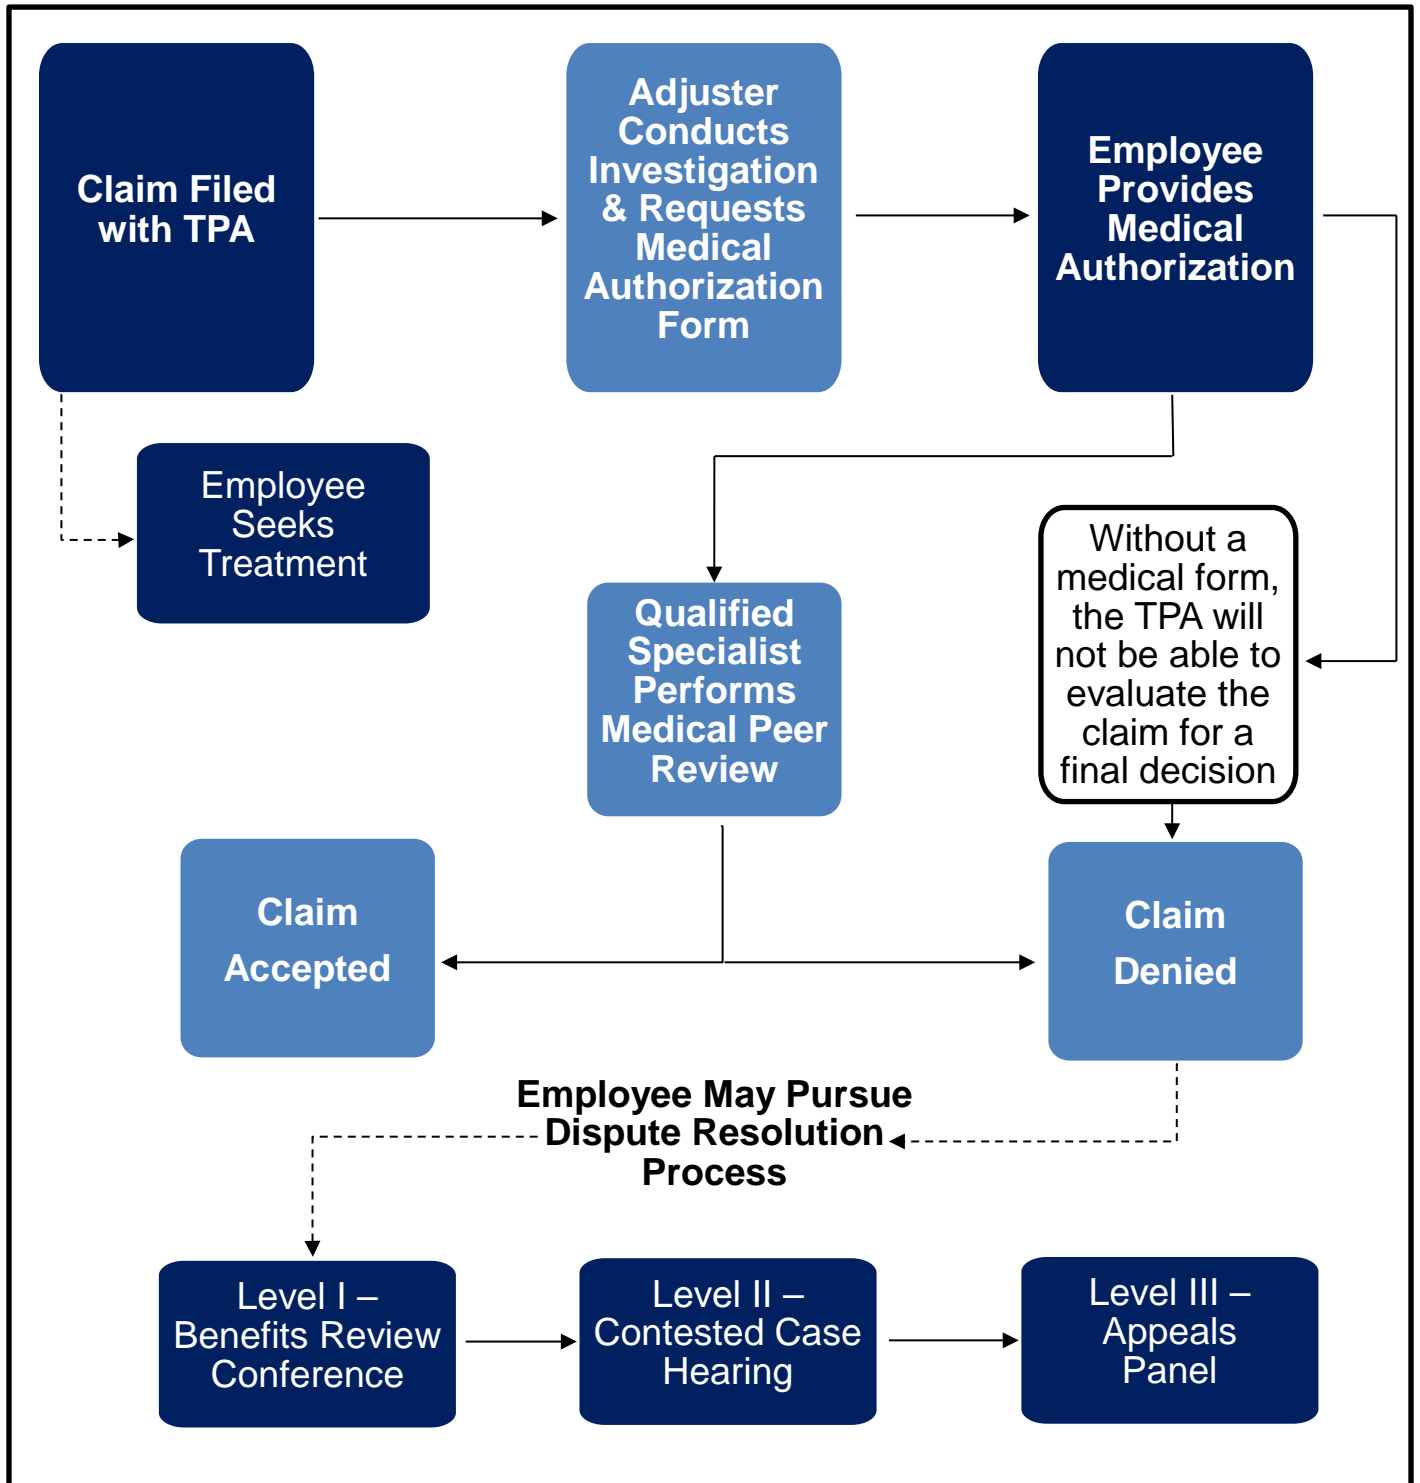 Claim Filed
with TPA
Adjuster
Conducts
Investigation
& Requests
Medical
Authorization
Form
Employee
Provides
Medical
Authorization
Employee
Seeks
Treatment
Without a
medical form,
the TPA will
not be able to
evaluate the
claim for a
final decision
Qualified
Specialist
Performs
Medical Peer
Review
Claim
Accepted
Claim
Denied
Employee May Pursue
Dispute Resolution
Process
Level I –
Benefits Review
Conference
Level II –
Contested Case
Hearing
Level III –
Appeals
Panel